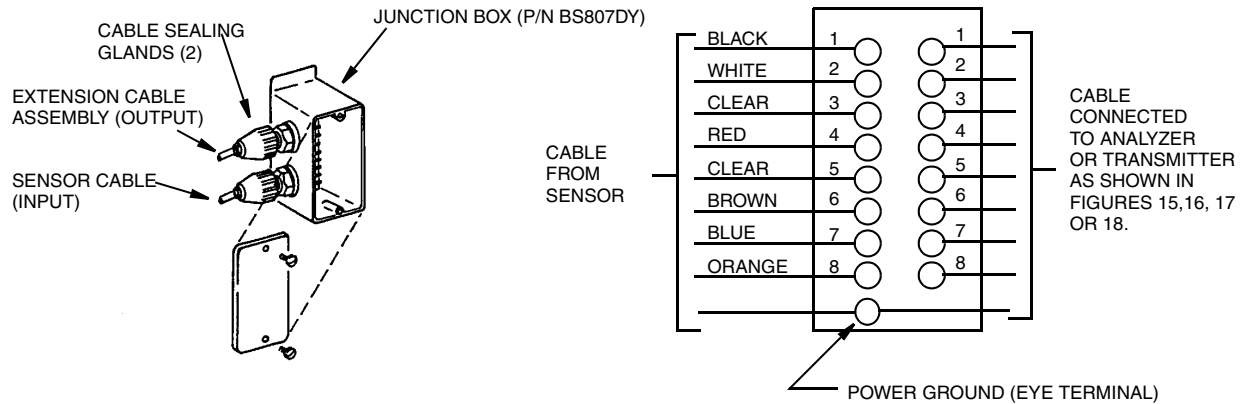 JUNCTION BOX (P/N BS807DY)
CABLE SEALING
GLANDS (2)
EXTENSION CABLE
ASSEMBLY (OUTPUT)
SENSOR CABLE
(INPUT)
CABLE
FROM
SENSOR
BLACK 1 1
WHITE 2 2
CLEAR 3 3
RED 4 4
CLEAR 5 5
BROWN 6 6
BLUE 7 7
ORANGE 8 8
CABLE
CONNECTED
TO ANALYZER
OR TRANSMITTER
AS SHOWN IN
FIGURES 15,16, 17
OR 18.
POWER GROUND (EYE TERMINAL)